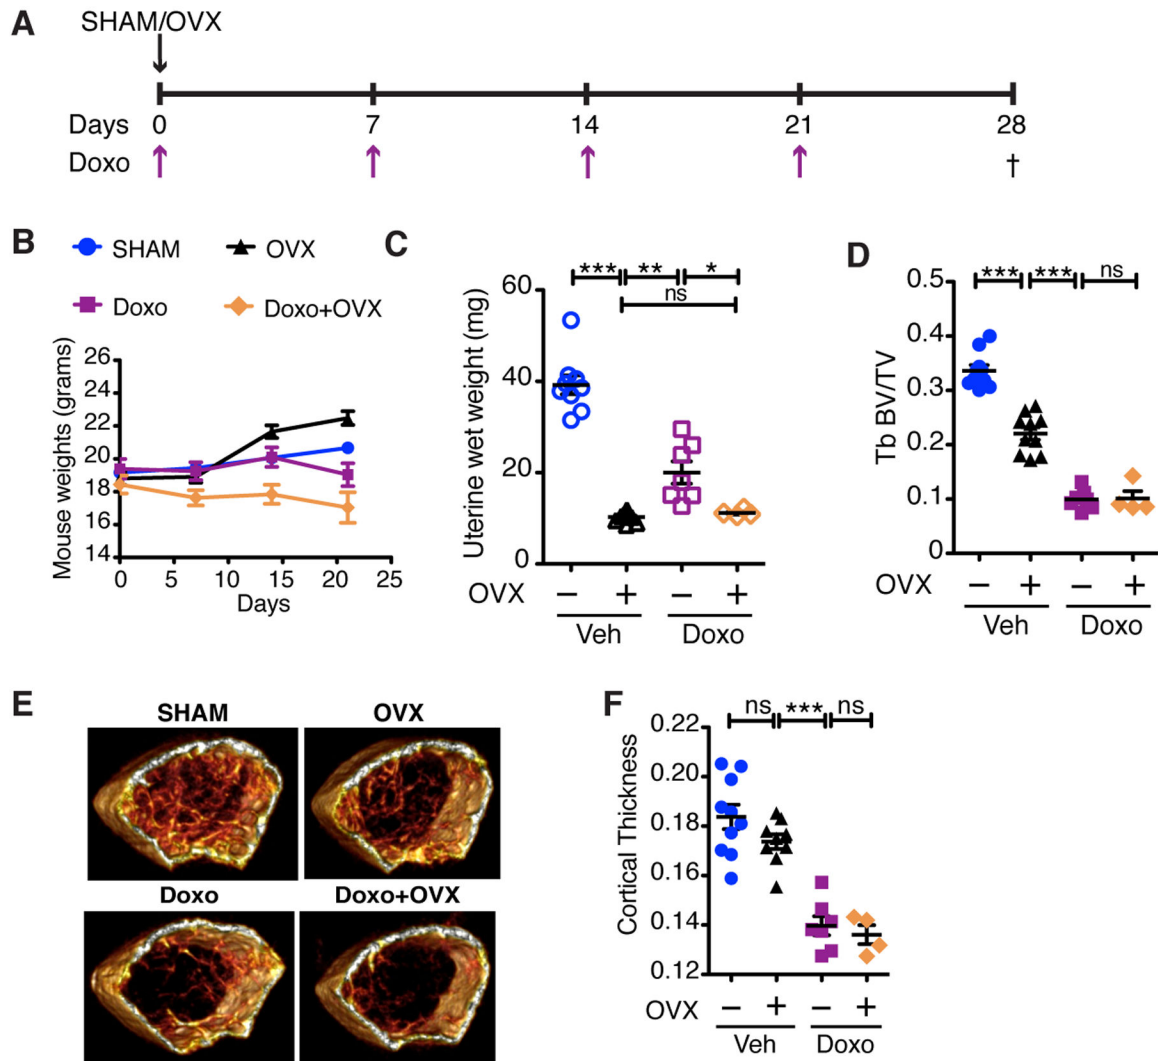 A
SHAM/OVX
Days 0 7 14 21 28
Doxo †
B
SHAM OVX
Doxo Doxo+OVX
Mouse weights (grams)
26
24
22
20
18
16
14
0 5 10 15 20 25
Days
C
*** ** *
ns
Uterine wet weight (mg)
60
40
20
0
OVX − + − +
Veh Doxo
D
*** *** ns
Tb BV/TV
0.5
0.4
0.3
0.2
0.1
0
OVX − + − +
Veh Doxo
E
SHAM OVX
Doxo Doxo+OVX
F
ns *** ns
Cortical Thickness
0.22
0.20
0.18
0.16
0.14
0.12
OVX − + − +
Veh Doxo